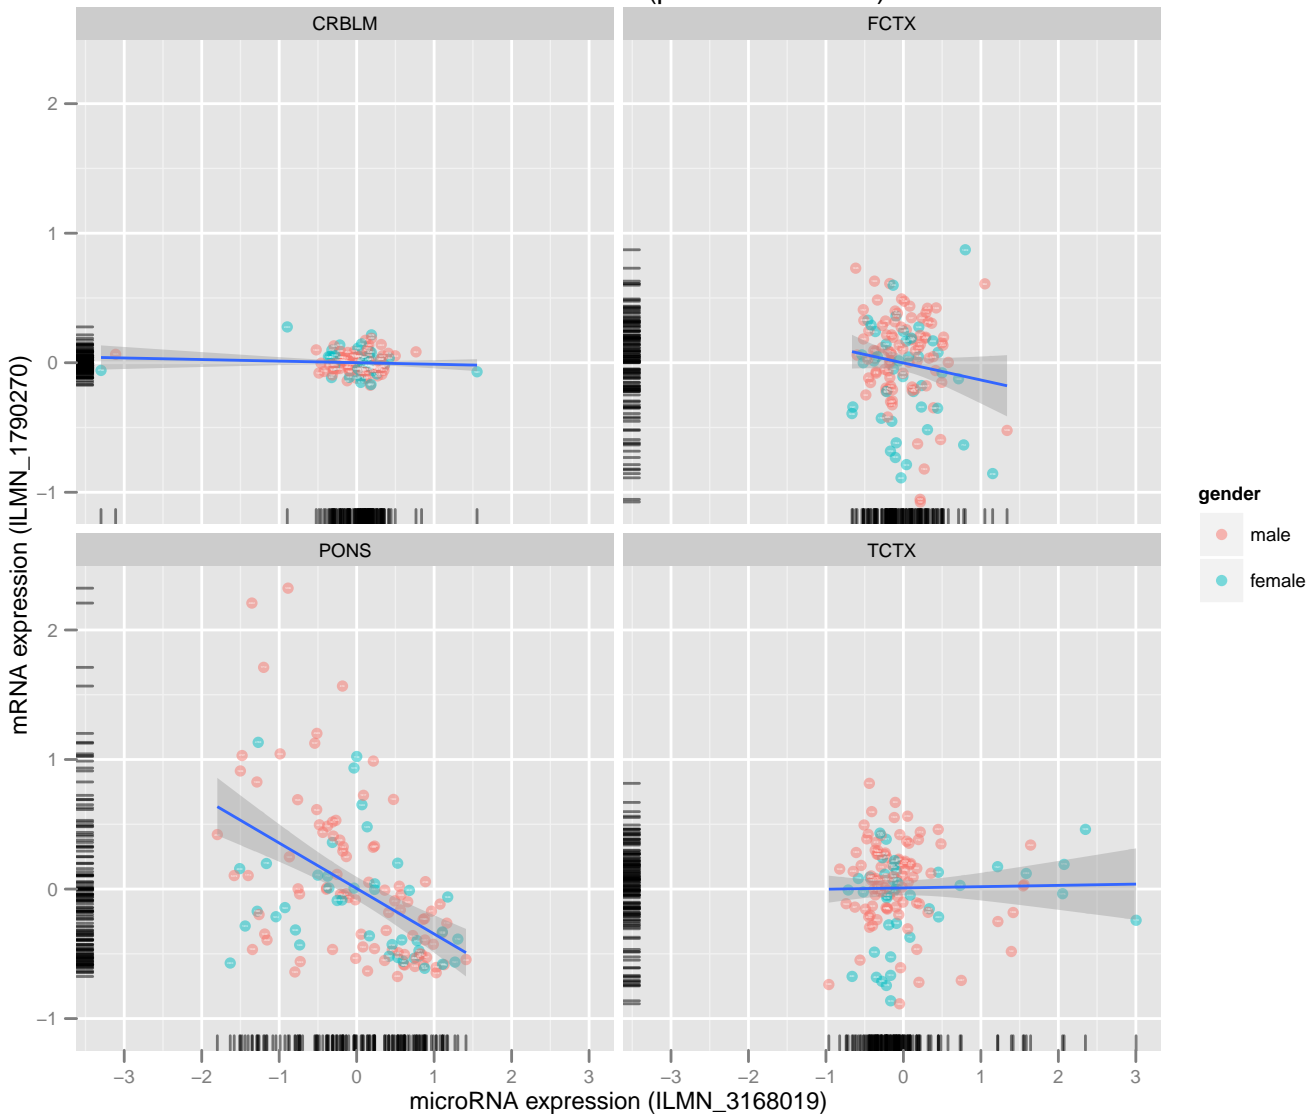 CRBLM FCTX
2
1
0
−1
PONS TCTX
2
1
0
−1
−3 −2 −1 0 1 2 3 −3 −2 −1 0 1 2 3
microRNA expression (ILMN_3168019)
mRNA expression (ILMN_1790270)
gender
male
female